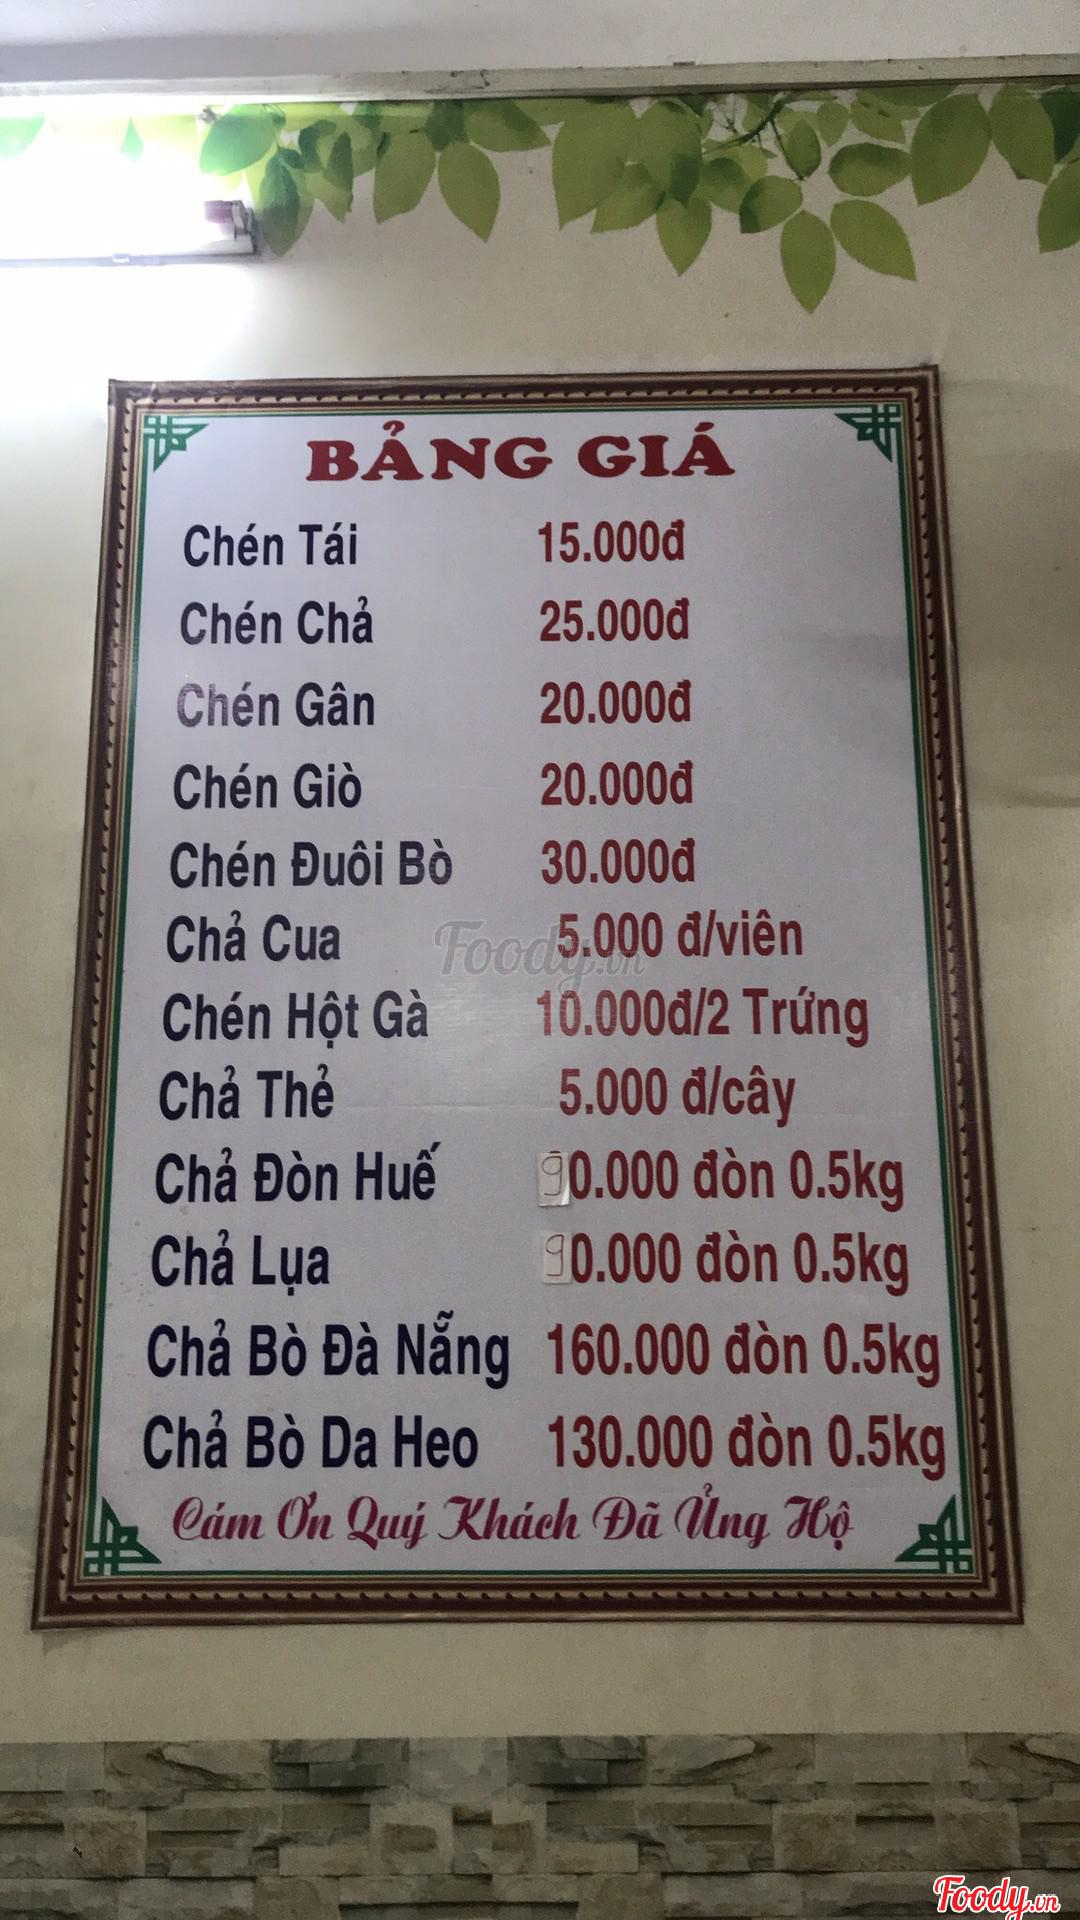 BẢNG GIÁ
Chén Tái 15.000đ
Chén Chả 25.000đ
Chén Gân 20.000đ
Chén Giò 20.000đ
Chén Đuôi Bò 30.000đ
Chả Cua 5.000 đ/viên
Foody.vn
Chén Hột Gà 10.000đ/2 Trứng
Chả Thẻ 5.000 đ/cây
Chả Đòn Huế 90.000 đòn 0.5kg
Chả Lụa 90.000 đòn 0.5kg
Chả Bò Đà Nẵng 160.000 đòn 0.5kg
Chả Bò Da Heo 130.000 đòn 0.5kg
Cám Ơn Quý Khách Đã Ủng Hộ
Foody.vn